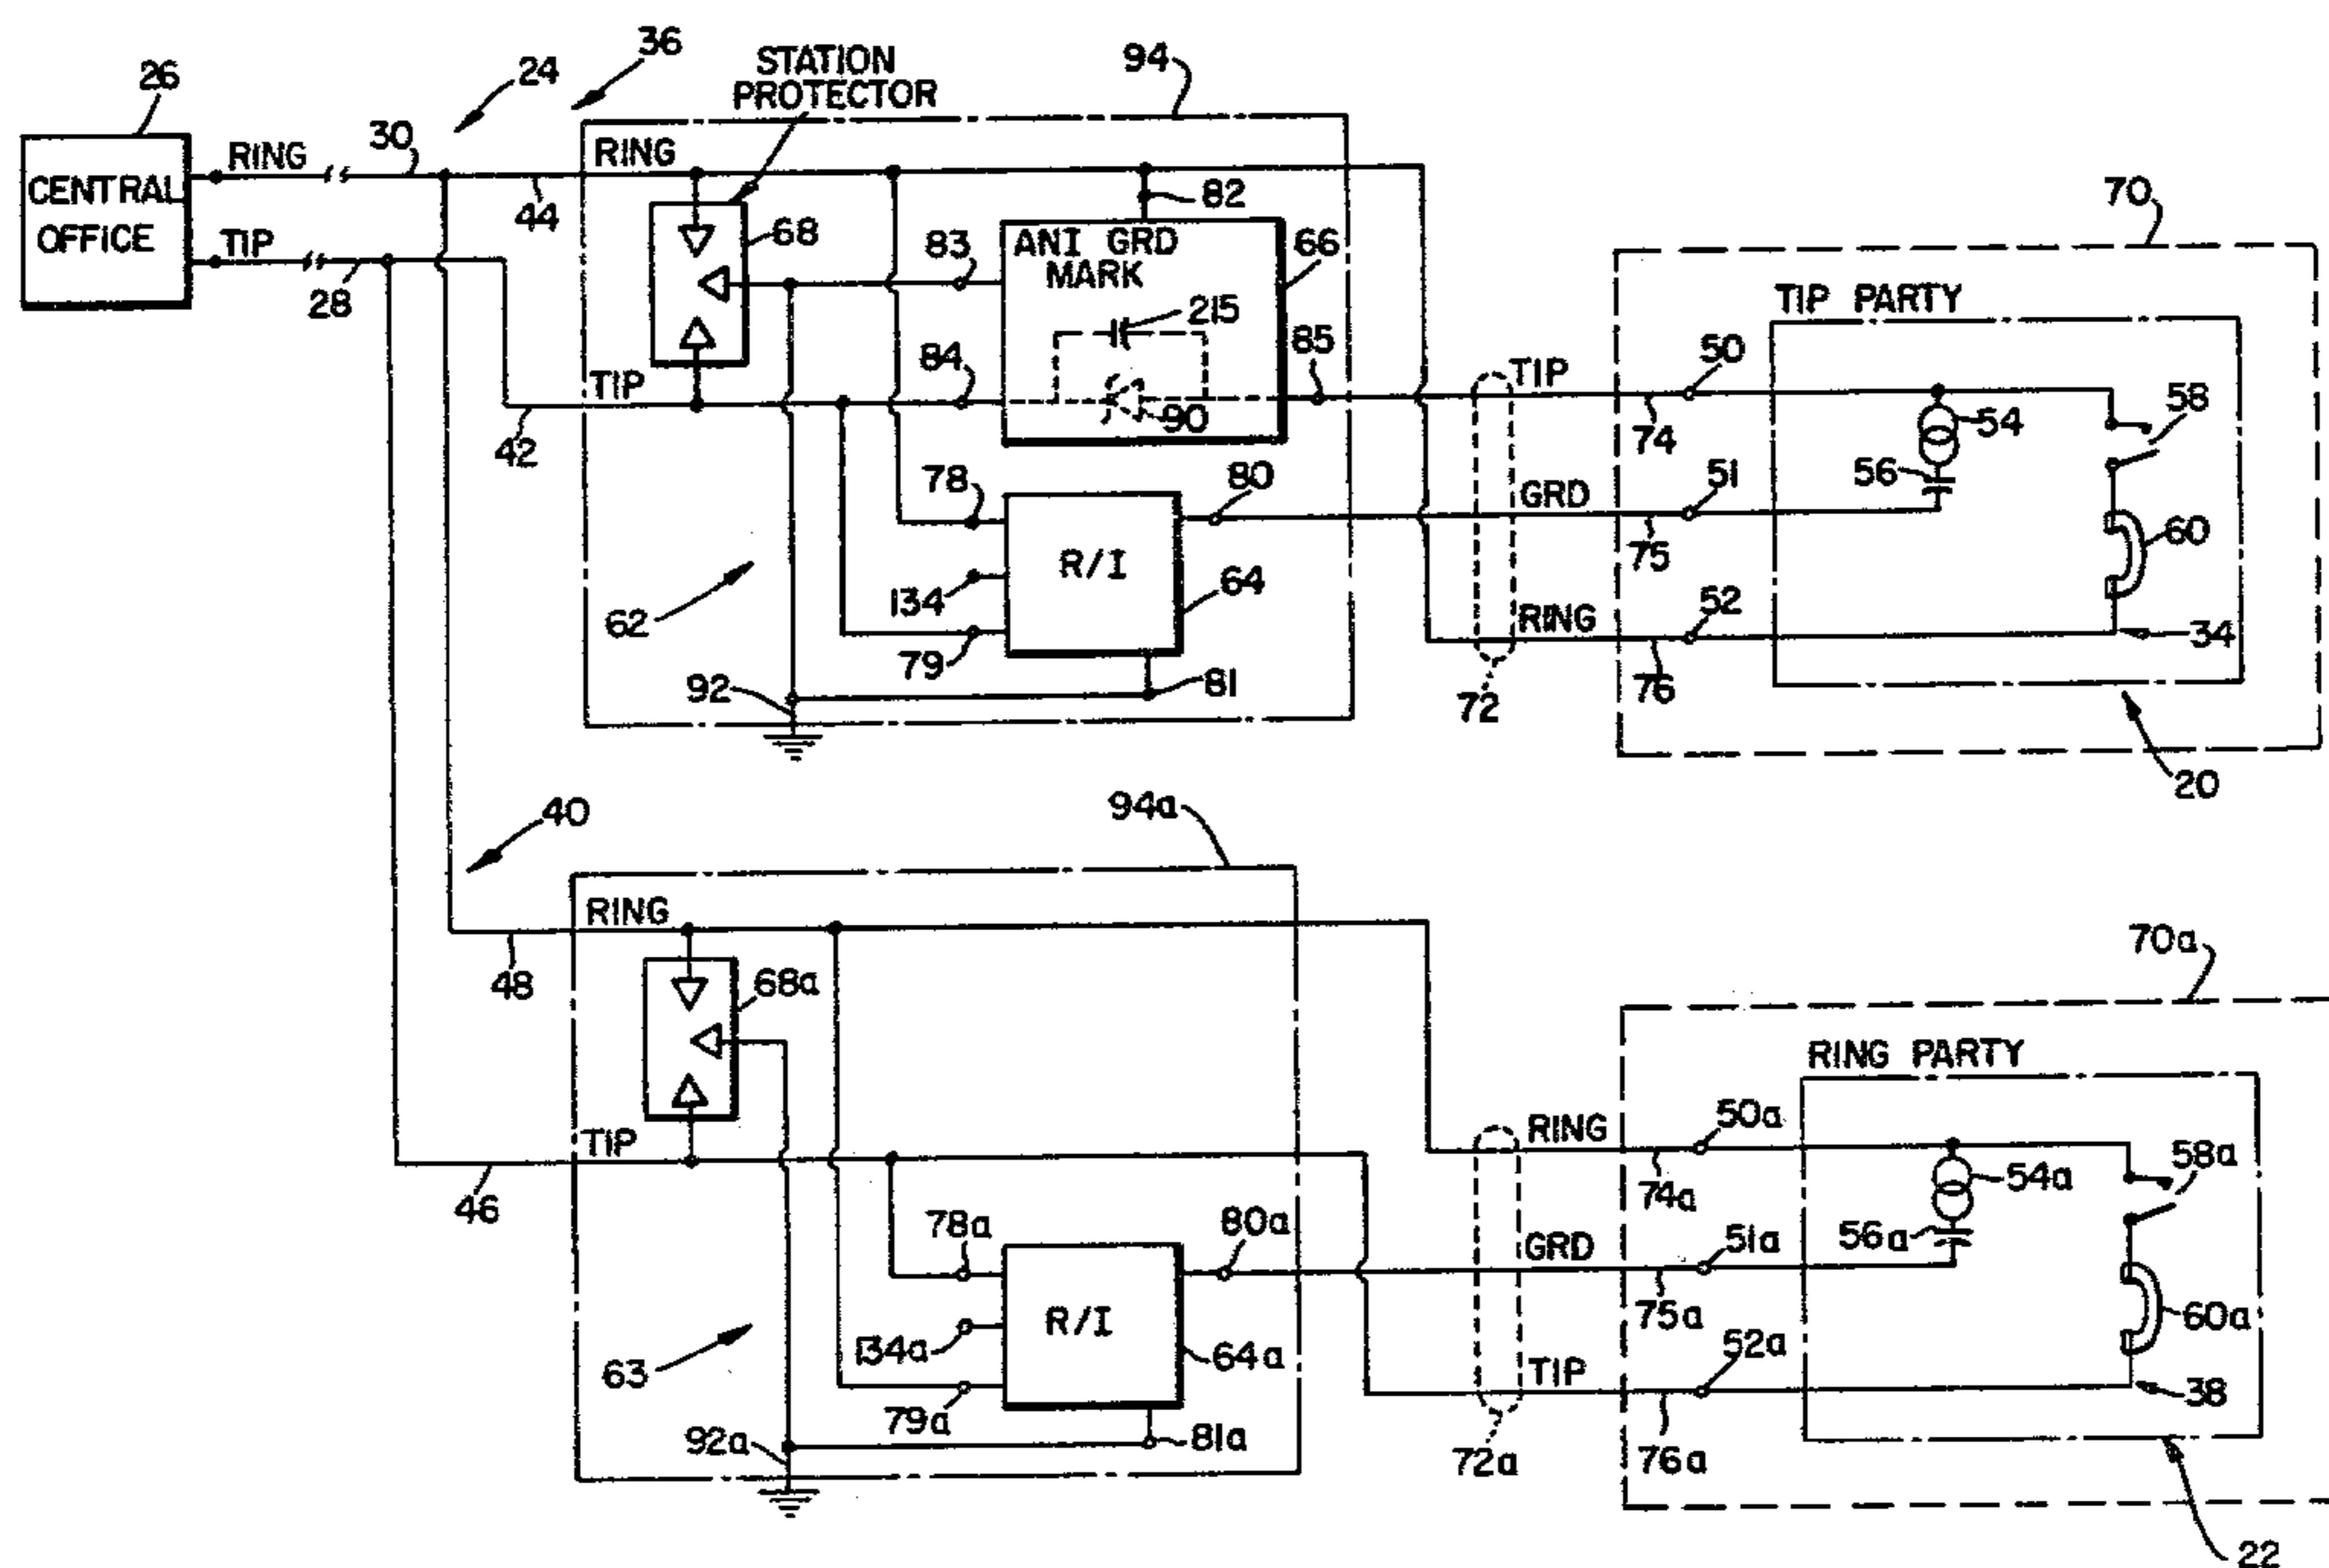 36
STATION
PROTECTOR
94
26
24
30
RING
RING
CENTRAL
OFFICE
44
82
70
TIP
68
83
ANI GRD
MARK
66
28
215
TIP PARTY
84
85
50
TIP
TIP
90
74
54
58
42
78
80
56
51
GRD
R/I
75
60
134
64
62
52
RING
79
34
92
81
76
72
20
40
94a
RING
70a
48
68a
RING PARTY
50a
TIP
RING
58a
74a
54a
46
78a
80a
56a
51a
GRD
R/I
75a
60a
134a
64a
52a
63
TIP
79a
38
92a
81a
72a
76a
22